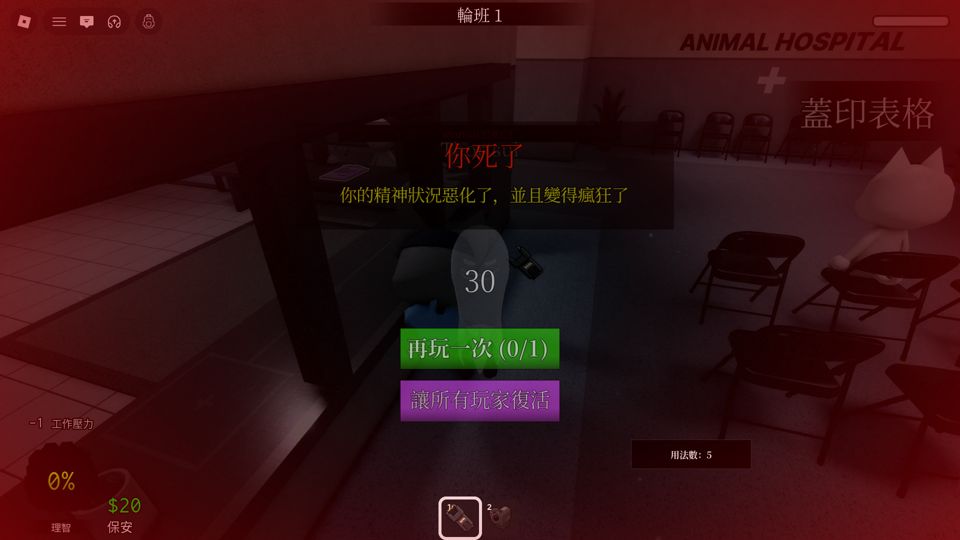 輪班 1
ANIMAL HOSPITAL
蓋印表格
你死了
你的精神狀況惡化了，並且變得瘋狂了
30
再玩一次 (0/1)
讓所有玩家復活
-1 工作壓力
0%
$20
理智
保安
用法數：5
1
2